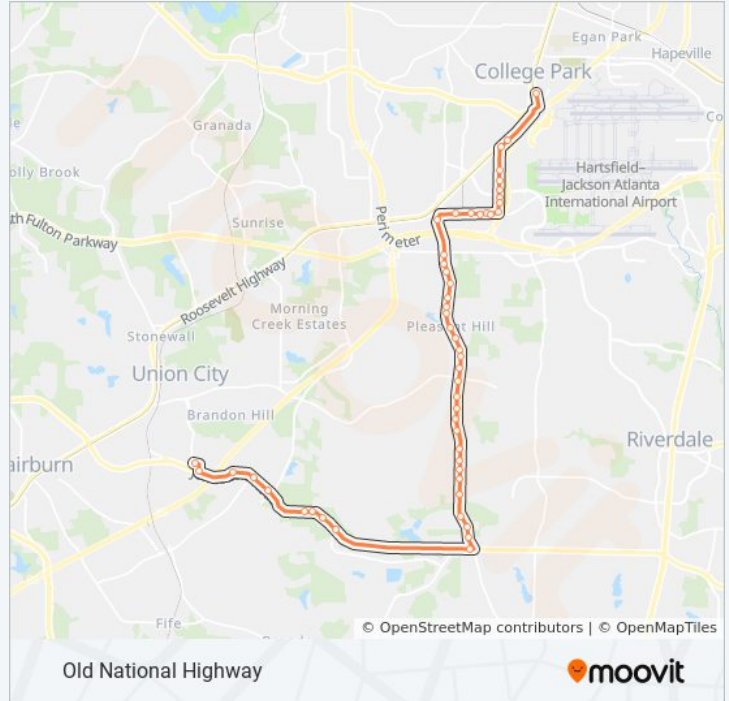 Egan Park
Hapeville
College Park
Co
Granada
Hartsfield–
Jackson Atlanta
International Airport
olly Brook
th Fulton Parkway
Sunrise
Perimeter
Roosevelt Highway
Morning
Creek Estates
Pleasant Hill
Stonewall
Union City
Brandon Hill
Riverdale
airburn
Fife
© OpenStreetMap contributors | © OpenMapTiles
Old National Highway
moovit